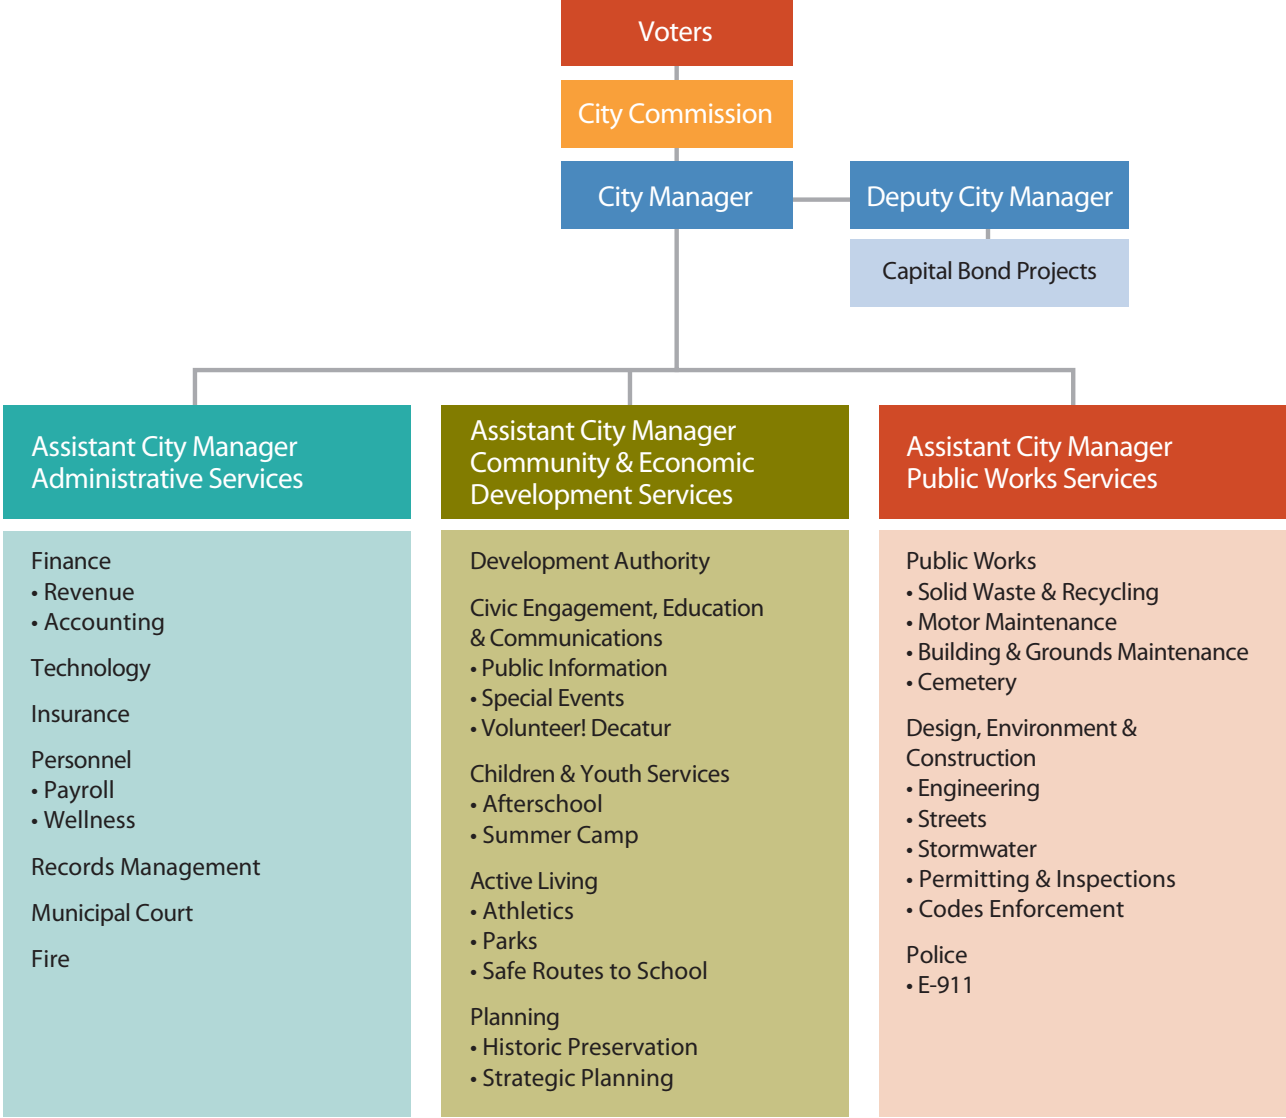 Voters
City Commission
City Manager
Deputy City Manager
Capital Bond Projects
Assistant City Manager
Administrative Services
Finance
• Revenue
• Accounting
Technology
Insurance
Personnel
• Payroll
• Wellness
Records Management
Municipal Court
Fire
Assistant City Manager
Community & Economic
Development Services
Development Authority
Civic Engagement, Education
& Communications
• Public Information
• Special Events
• Volunteer! Decatur
Children & Youth Services
• Afterschool
• Summer Camp
Active Living
• Athletics
• Parks
• Safe Routes to School
Planning
• Historic Preservation
• Strategic Planning
Assistant City Manager
Public Works Services
Public Works
• Solid Waste & Recycling
• Motor Maintenance
• Building & Grounds Maintenance
• Cemetery
Design, Environment &
Construction
• Engineering
• Streets
• Stormwater
• Permitting & Inspections
• Codes Enforcement
Police
• E-911